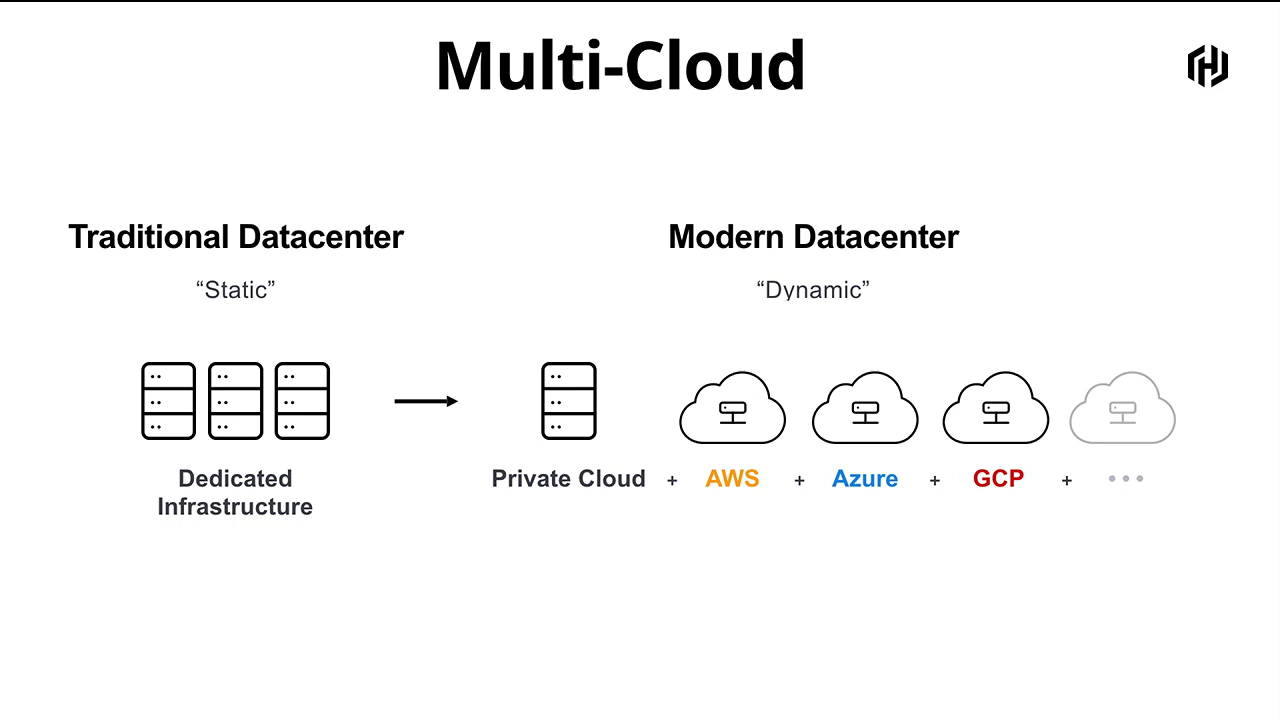 Multi-Cloud
Traditional Datacenter
“Static”
Modern Datacenter
“Dynamic”
Dedicated
Infrastructure
Private Cloud + AWS + Azure + GCP + •••